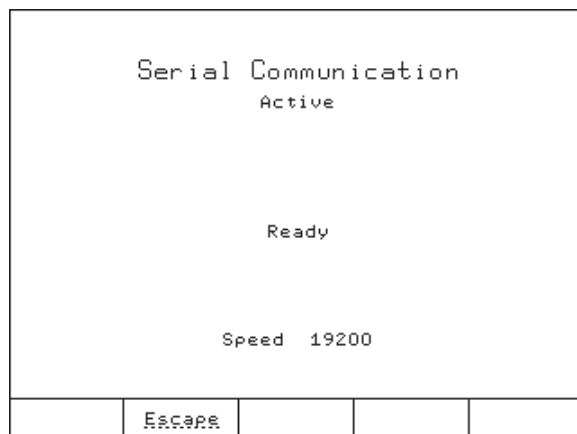 Serial Communication
Active
Ready
Speed 19200
Escape